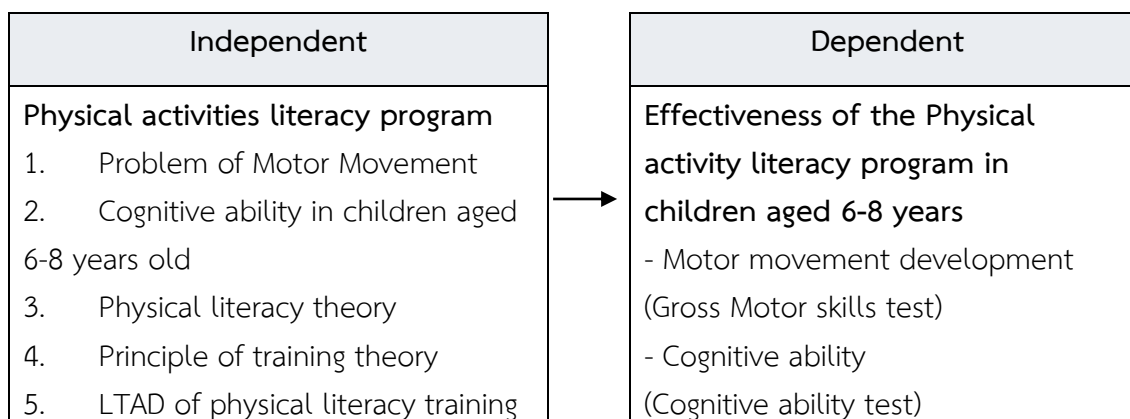 Independent
Physical activities literacy program
1. Problem of Motor Movement
2. Cognitive ability in children aged
6-8 years old
3. Physical literacy theory
4. Principle of training theory
5. LTAD of physical literacy training
Dependent
Effectiveness of the Physical
activity literacy program in
children aged 6-8 years
- Motor movement development
(Gross Motor skills test)
- Cognitive ability
(Cognitive ability test)